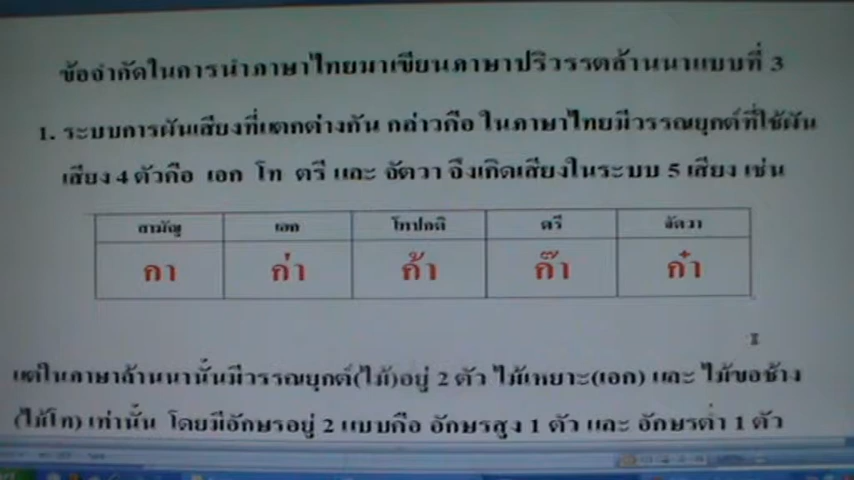 ข้อจำกัดในการนำภาษาไทยมาเขียนภาษาปริวรรตล้านนาแบบที่ 3
1. ระบบการผันเสียงที่แตกต่างกัน กล่าวคือ ในภาษาไทยมีวรรณยุกต์ที่ใช้ผัน
เสียง 4 ตัวคือ เอก โท ตรี และ จัตวา จึงเกิดเสียงในระบบ 5 เสียง เช่น
สามัญ เอก โทปกติ ตรี จัตวา
กา ก่า ก้า ก๊า ก๋า
แต่ในภาษาล้านนานั้นมีวรรณยุกต์(ไม้)อยู่ 2 ตัว ไม้เหยาะ(เอก) และ ไม้ขอช้าง
(ไม้โท) เท่านั้น โดยมีอักษรอยู่ 2 แบบคือ อักษรสูง 1 ตัว และ อักษรต่ำ 1 ตัว